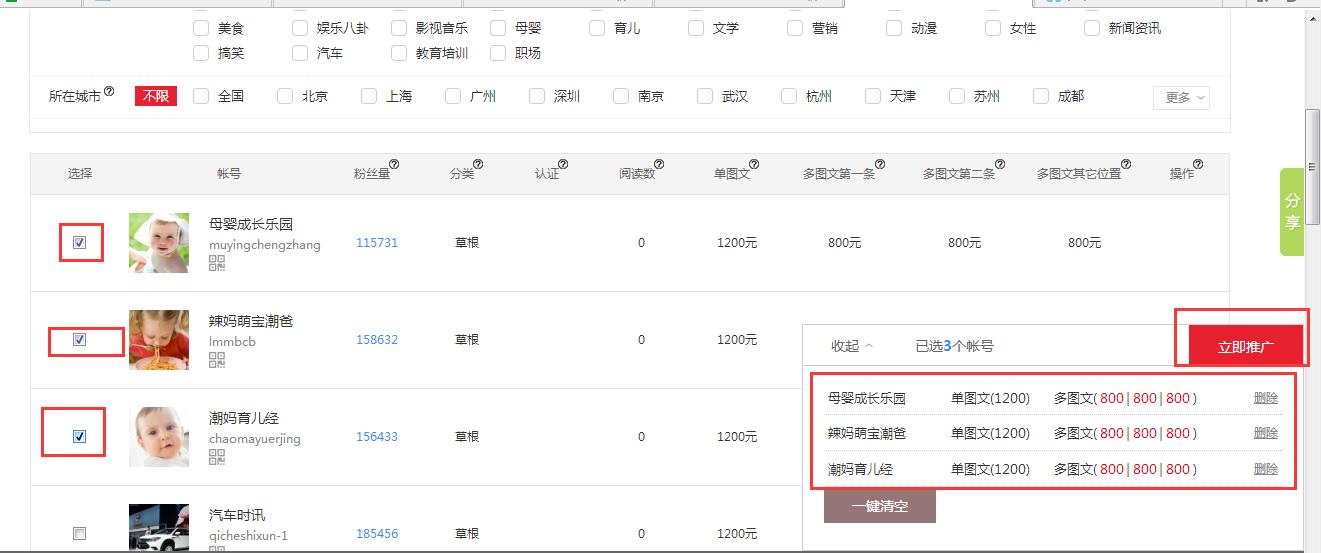 美食 娱乐八卦 影视音乐 母婴 育儿 文学 营销 动漫 女性 新闻资讯
搞笑 汽车 教育培训 职场
所在城市? 不限 全国 北京 上海 广州 深圳 南京 武汉 杭州 天津 苏州 成都 更多
选择 帐号 粉丝量? 分类? 认证? 阅读数? 单图文? 多图文第一条? 多图文第二条? 多图文其它位置? 操作?
分享
母婴成长乐园
muyingchengzhang
115731 草根 0 1200元 800元 800元 800元
辣妈萌宝潮爸
lmmbcb
158632 草根 0 1200元
潮妈育儿经
chaomayuerjing
156433 草根 0 1200元
汽车时讯
qicheshixun-1
185456 草根 0 1200元
收起 已选3个帐号 立即推广
母婴成长乐园 单图文(1200) 多图文( 800 | 800 | 800 ) 删除
辣妈萌宝潮爸 单图文(1200) 多图文( 800 | 800 | 800 ) 删除
潮妈育儿经 单图文(1200) 多图文( 800 | 800 | 800 ) 删除
一键清空